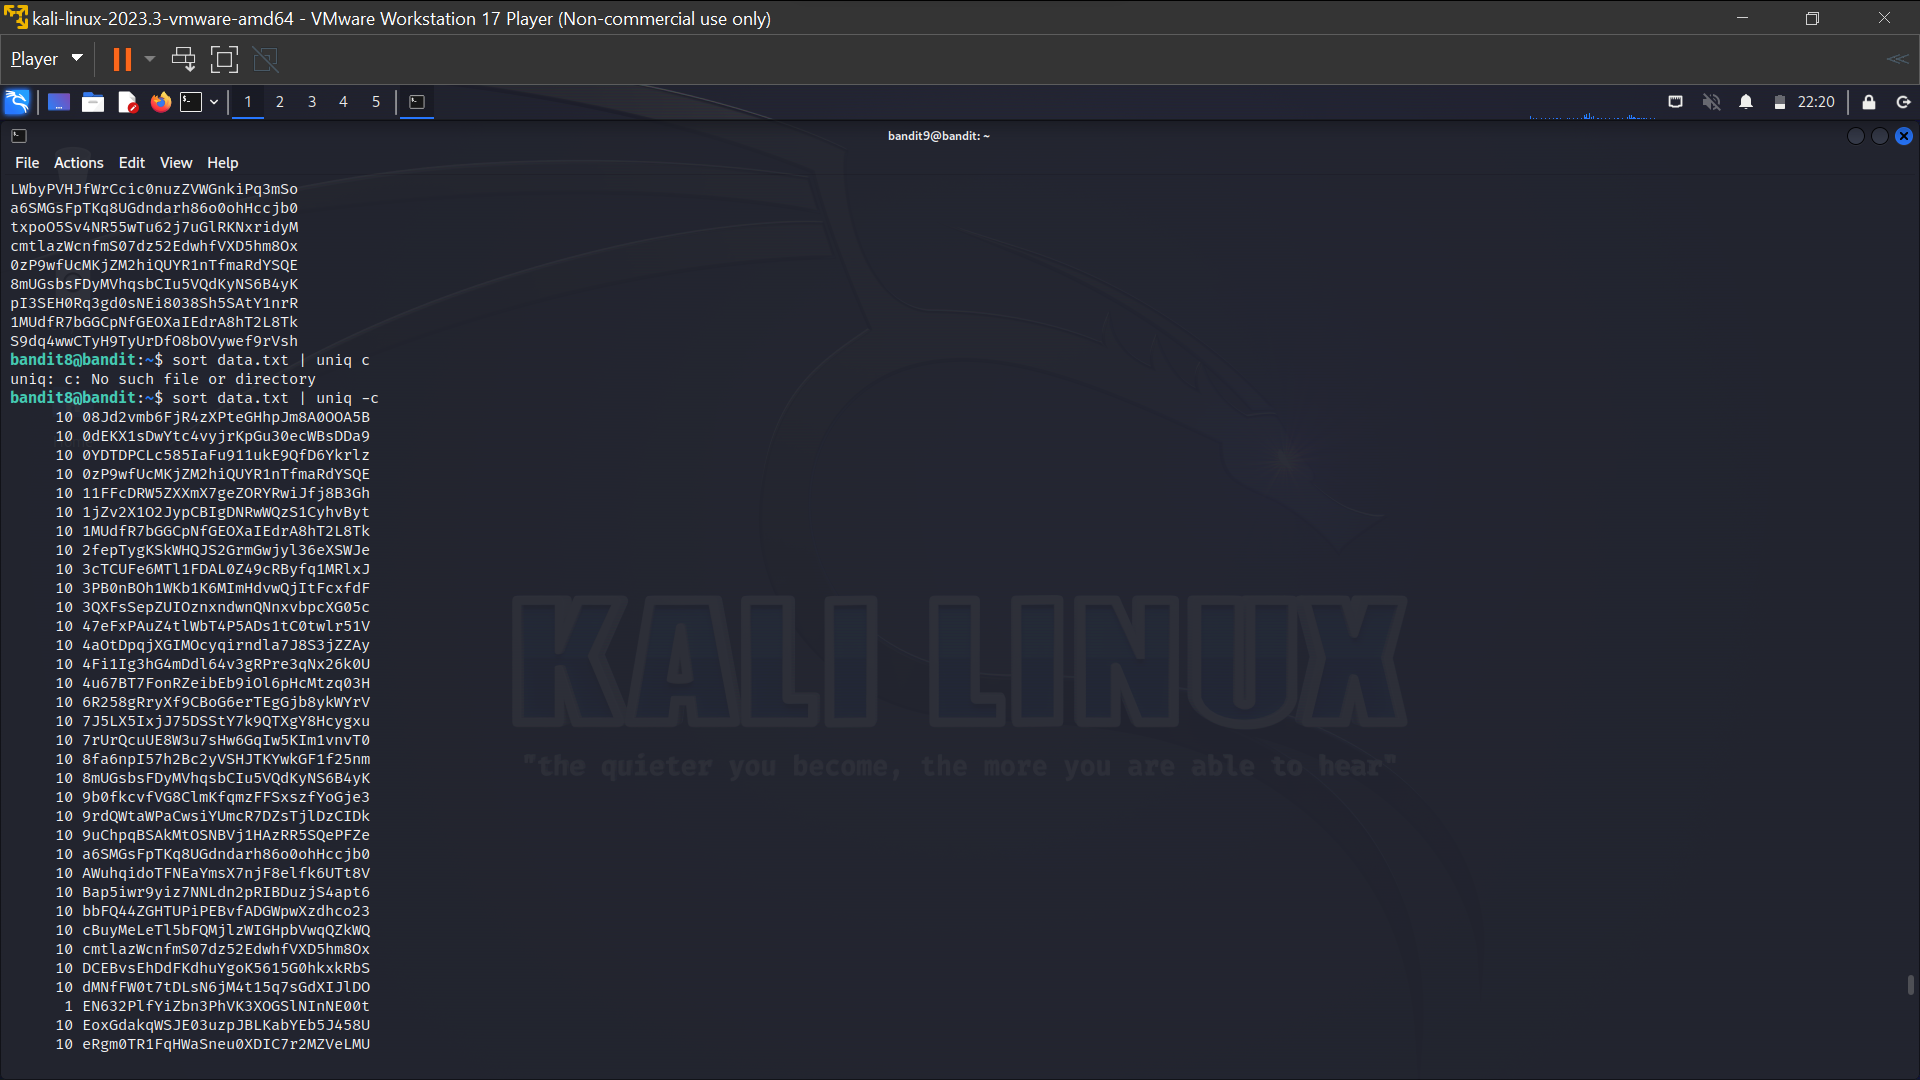 kali-linux-2023.3-vmware-amd64 - VMware Workstation 17 Player (Non-commercial use only)
Player
1 2 3 4 5 22:20
bandit9@bandit: ~
File Actions Edit View Help
LWbyPVHJfWrCcic0nuzZVWGnkiPq3mSo
a6SMGsFpTKq8UGdndarh86o0ohHccjb0
txpoO5Sv4NR55wTu62j7uGlRKNxridyM
cmtlazWcnfmS07dz52EdwhfVXD5hm8Ox
0zP9wfUcMKjZM2hiQUYR1nTfmaRdYSQE
8mUGsbsFDyMVhqsbCIu5VQdKyNS6B4yK
pI3SEH0Rq3gd0sNEi8038Sh5SAtY1nrR
1MUdfR7bGGCpNfGEOXaIEdrA8hT2L8Tk
S9dq4wwCTyH9TyUrDfO8bOVywef9rVsh
bandit8@bandit:~$ sort data.txt | uniq c
uniq: c: No such file or directory
bandit8@bandit:~$ sort data.txt | uniq -c
10 08Jd2vmb6FjR4zXPteGHhpJm8A0OOA5B
10 0dEKX1sDwYtc4vyjrKpGu30ecWBsDDa9
10 0YDTDPCLc585IaFu911ukE9QfD6Ykrlz
10 0zP9wfUcMKjZM2hiQUYR1nTfmaRdYSQE
10 11FFcDRW5ZXXmX7geZORYRwiJfj8B3Gh
10 1jZv2X1O2JypCBIgDNRwWQzS1CyhvByt
10 1MUdfR7bGGCpNfGEOXaIEdrA8hT2L8Tk
10 2fepTygKSkWHQJS2GrmGwjyl36eXSWJe
10 3cTCUFe6MTl1FDAL0Z49cRByfq1MRlxJ
10 3PB0nBOh1WKb1K6MImHdvwQjItFcxfdF
10 3QXFsSepZUIOznxndwnQNnxvbpcXG05c
10 47eFxPAuZ4tlWbT4P5ADs1tC0twlr51V
10 4aOtDpqjXGIMOcyqirndla7J8S3jZZAy
10 4Fi1Ig3hG4mDdl64v3gRPre3qNx26k0U
10 4u67BT7FonRZeibEb9iOl6pHcMtzq03H
10 6R258gRryXf9CBoG6erTEgGjb8ykWYrV
10 7J5LX5IxjJ75DSStY7k9QTXgY8Hcygxu
10 7rUrQcuUE8W3u7sHw6GqIw5KIm1vnvT0
10 8fa6npI57h2Bc2yVSHJTKYwkGF1f25nm
10 8mUGsbsFDyMVhqsbCIu5VQdKyNS6B4yK
10 9b0fkcvfVG8ClmKfqmzFFSxszfYoGje3
10 9rdQWtaWPaCwsiYUmcR7DZsTjlDzCIDk
10 9uChpqBSAkMtOSNBVj1HAzRR5SQePFZe
10 a6SMGsFpTKq8UGdndarh86o0ohHccjb0
10 AWuhqidoTFNEaYmsX7njF8elfk6UTt8V
10 Bap5iwr9yiz7NNLdn2pRIBDuzjS4apt6
10 bbFQ44ZGHTUPiPEBvfADGWpwXzdhco23
10 cBuyMeLeTl5bFQMjlzWIGHpbVwqQZkWQ
10 cmtlazWcnfmS07dz52EdwhfVXD5hm8Ox
10 DCEBvsEhDdFKdhuYgoK5615G0hkxkRbS
10 dMNfFW0t7tDLsN6jM4t15q7sGdXIJlDO
1 EN632PlfYiZbn3PhVK3XOGSlNInNE00t
10 EoxGdakqWSJE03uzpJBLKabYEb5J458U
10 eRgm0TR1FqHWaSneu0XDIC7r2MZVeLMU
KALI LINUX
"the quieter you become, the more you are able to hear"